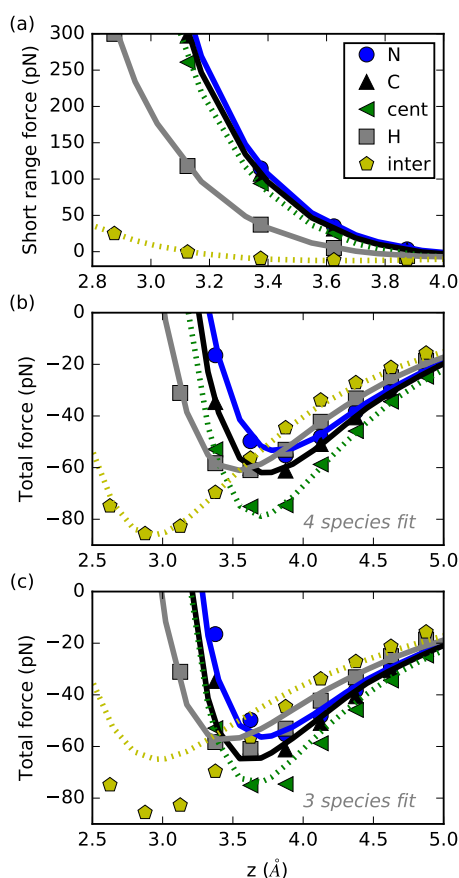 (a)
300
250
200
150
100
50
0
Short range force (pN)
N
C
cent
H
inter
2.8 3.0 3.2 3.4 3.6 3.8 4.0
(b)
0
−20
−40
−60
−80
Total force (pN)
4 species fit
2.5 3.0 3.5 4.0 4.5 5.0
(c)
0
−20
−40
−60
−80
Total force (pN)
3 species fit
2.5 3.0 3.5 4.0 4.5 5.0
z (Å)